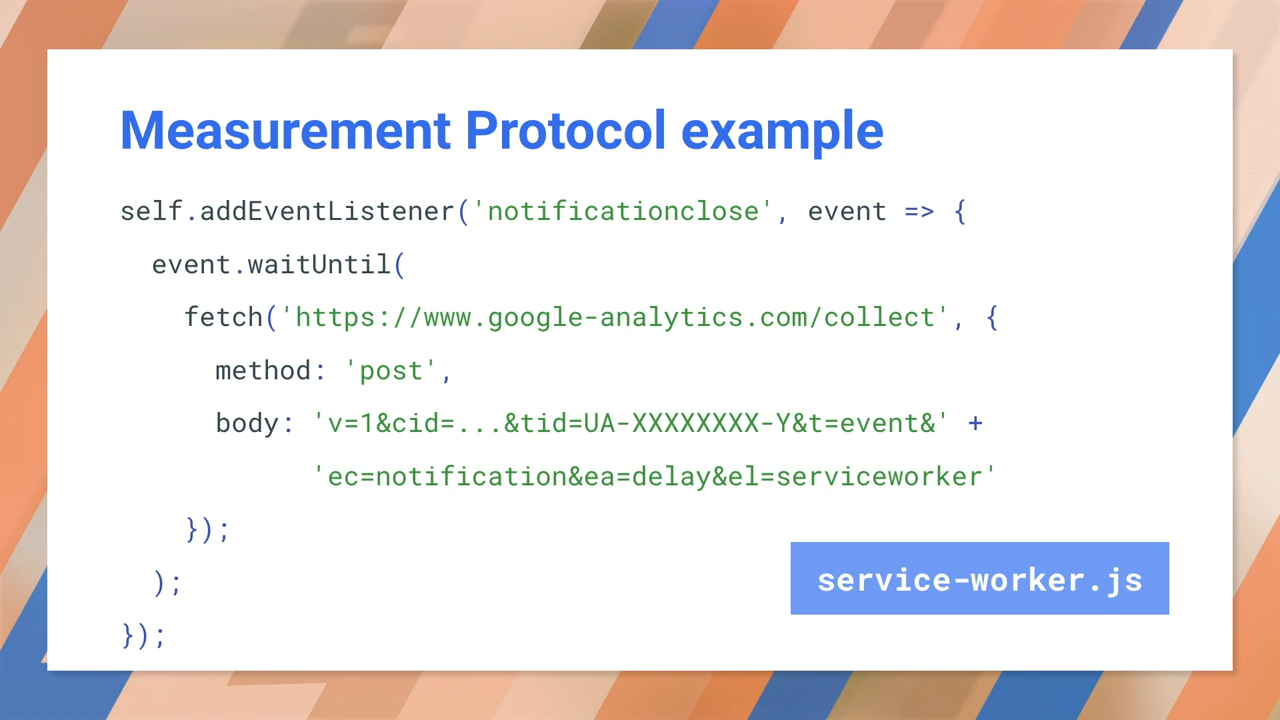 Measurement Protocol example
self.addEventListener('notificationclose', event => {
event.waitUntil(
fetch('https://www.google-analytics.com/collect', {
method: 'post',
body: 'v=1&cid=...&tid=UA-XXXXXXXX-Y&t=event&' +
'ec=notification&ea=delay&el=serviceworker'
});
);
});
service-worker.js